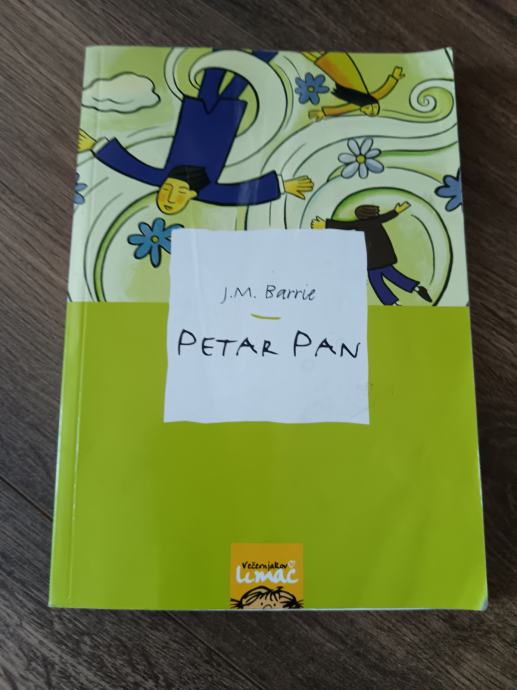 J.M. Barrie
PETAR PAN
Večernjakov
limač